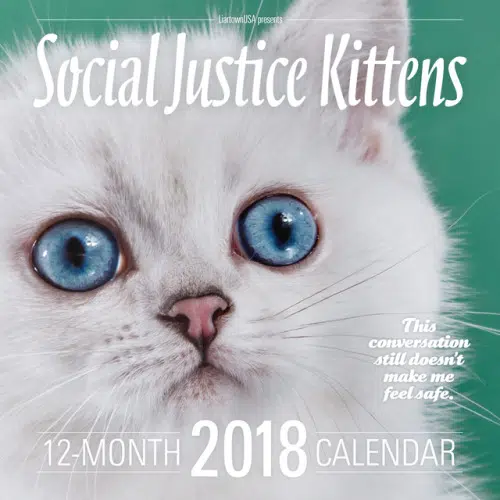 LiartownUSA presents
Social Justice Kittens
This
conversation
still doesn't
make me
feel safe.
12-MONTH 2018 CALENDAR